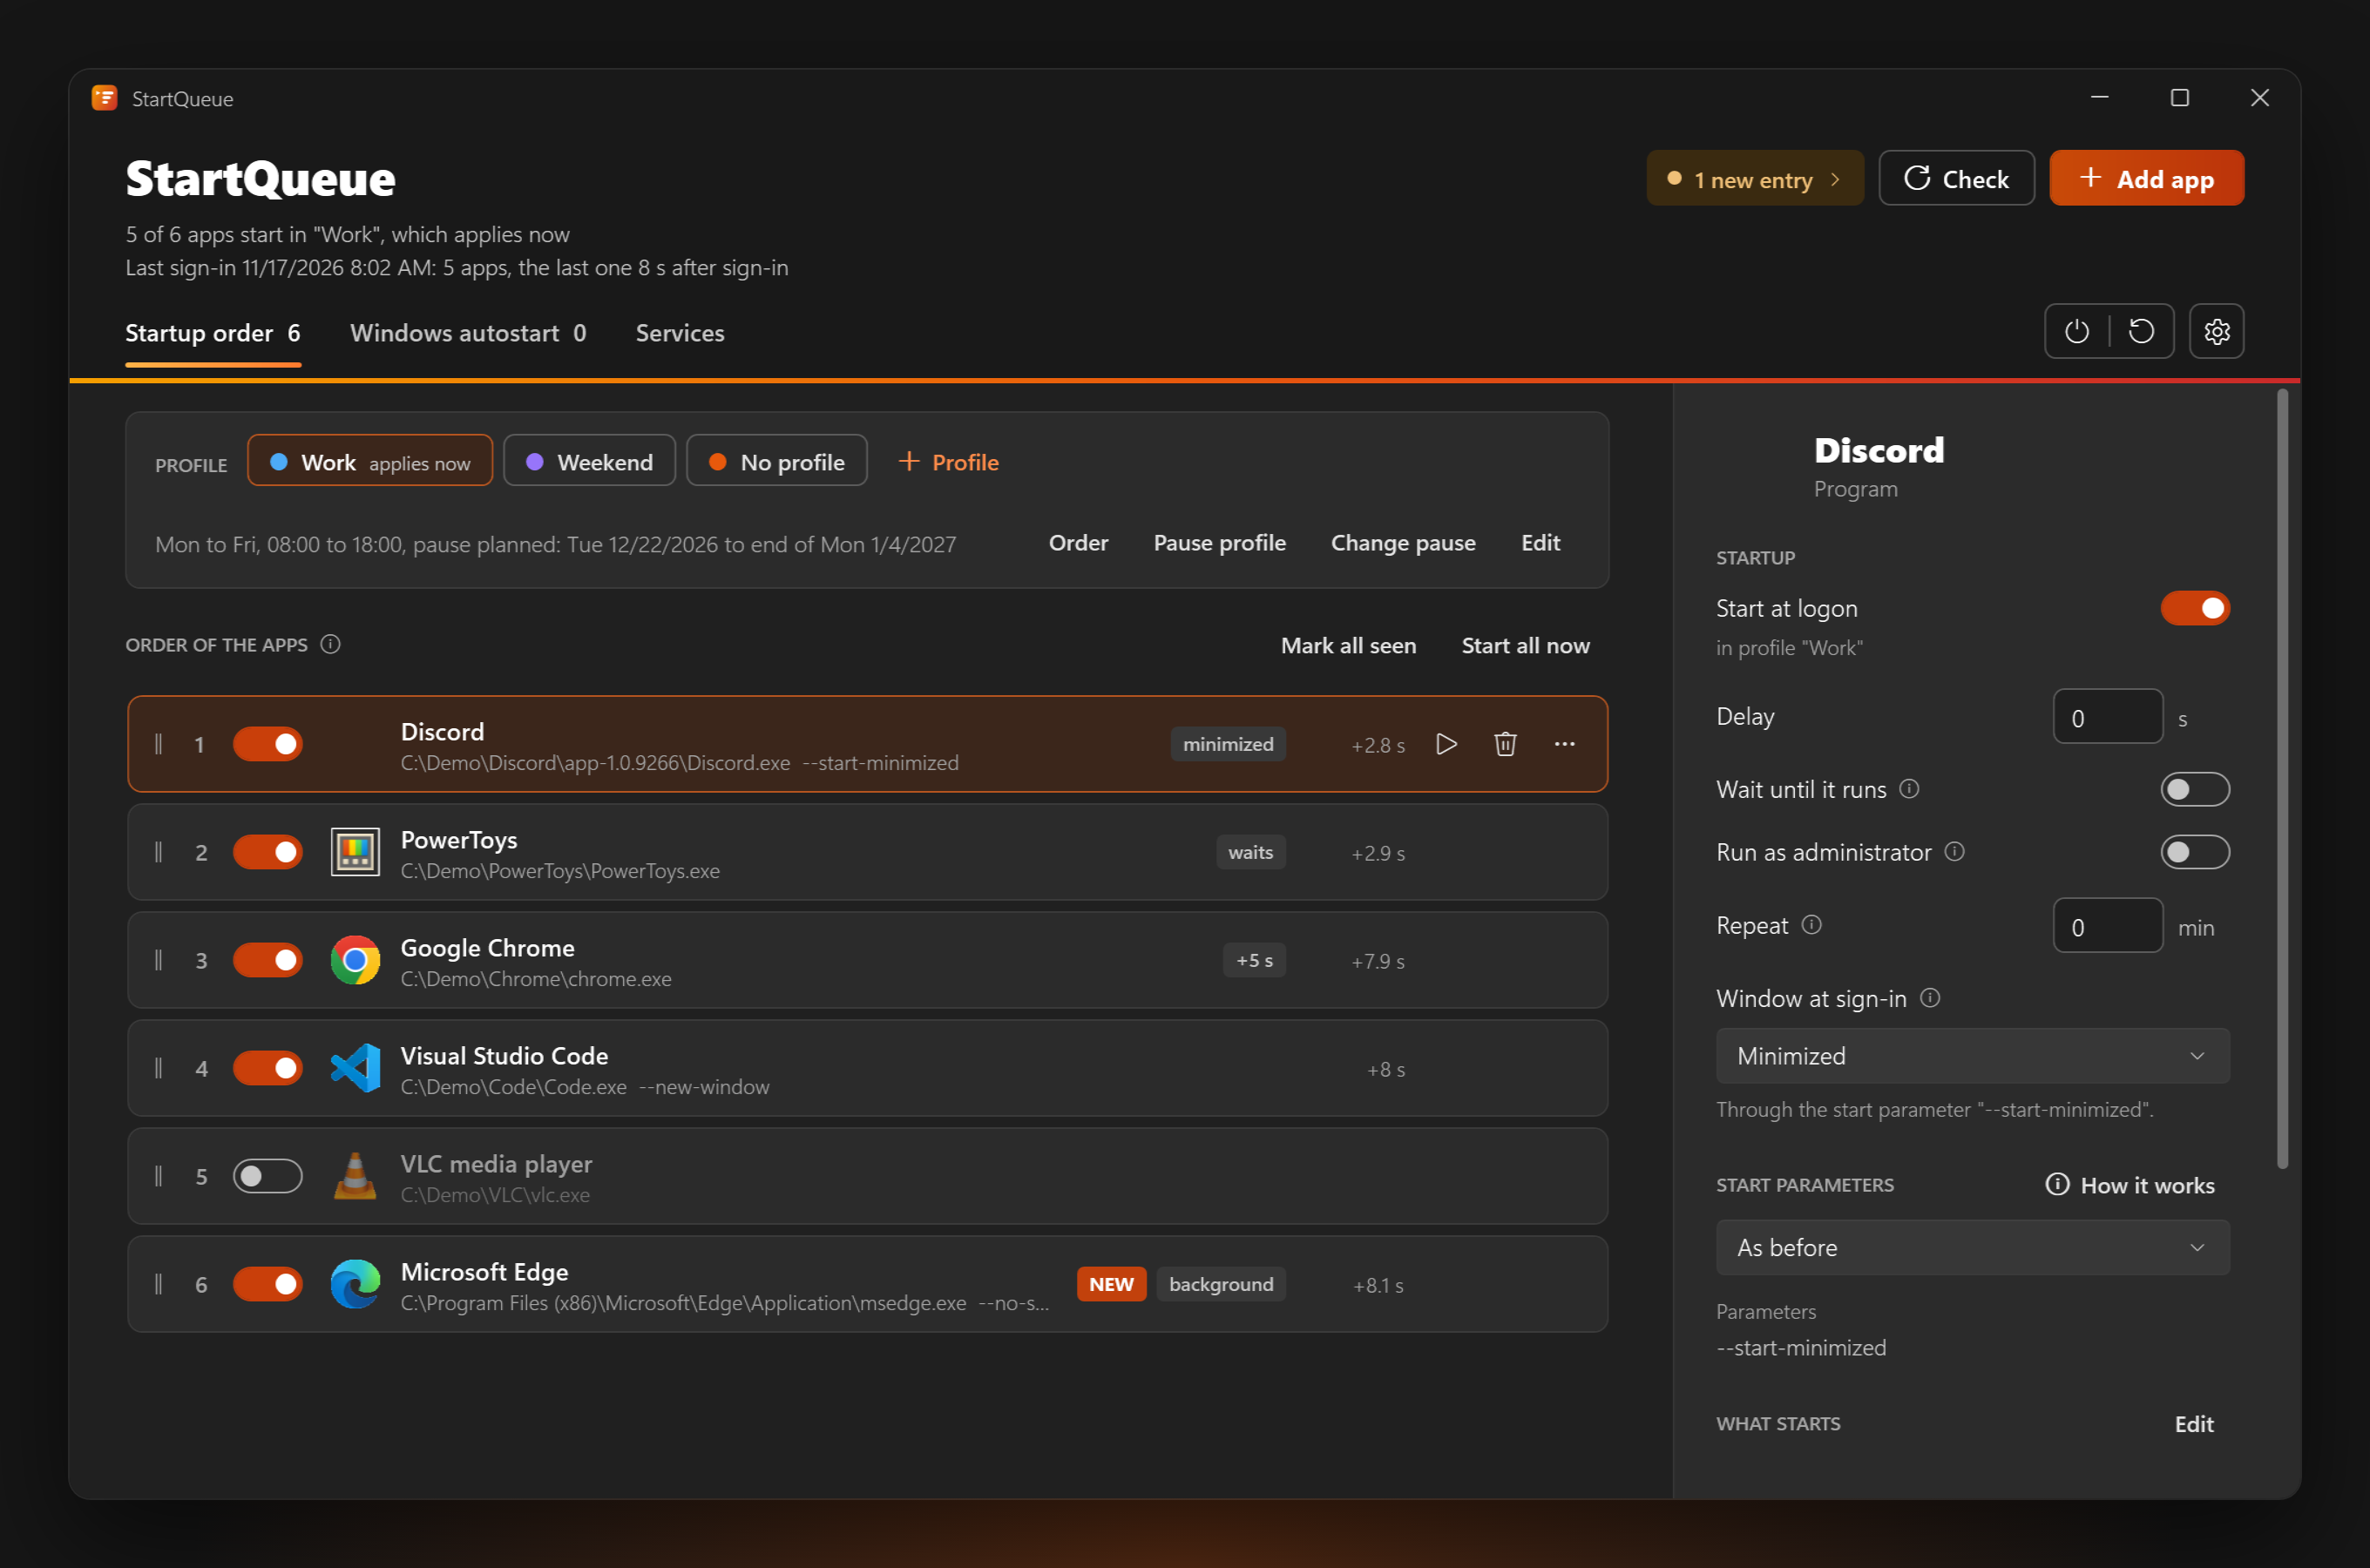 StartQueue
StartQueue
1 new entry
Check
Add app
5 of 6 apps start in "Work", which applies now
Last sign-in 11/17/2026 8:02 AM: 5 apps, the last one 8 s after sign-in
Startup order 6
Windows autostart 0
Services
PROFILE
Work applies now
Weekend
No profile
+ Profile
Mon to Fri, 08:00 to 18:00, pause planned: Tue 12/22/2026 to end of Mon 1/4/2027
Order
Pause profile
Change pause
Edit
ORDER OF THE APPS
Mark all seen
Start all now
1
Discord
C:\Demo\Discord\app-1.0.9266\Discord.exe --start-minimized
minimized
+2.8 s
2
PowerToys
C:\Demo\PowerToys\PowerToys.exe
waits
+2.9 s
3
Google Chrome
C:\Demo\Chrome\chrome.exe
+5 s
+7.9 s
4
Visual Studio Code
C:\Demo\Code\Code.exe --new-window
+8 s
5
VLC media player
C:\Demo\VLC\vlc.exe
6
Microsoft Edge
C:\Program Files (x86)\Microsoft\Edge\Application\msedge.exe --no-s...
NEW
background
+8.1 s
Discord
Program
STARTUP
Start at logon
in profile "Work"
Delay
0
s
Wait until it runs
Run as administrator
Repeat
0
min
Window at sign-in
Minimized
Through the start parameter "--start-minimized".
START PARAMETERS
How it works
As before
Parameters
--start-minimized
WHAT STARTS
Edit